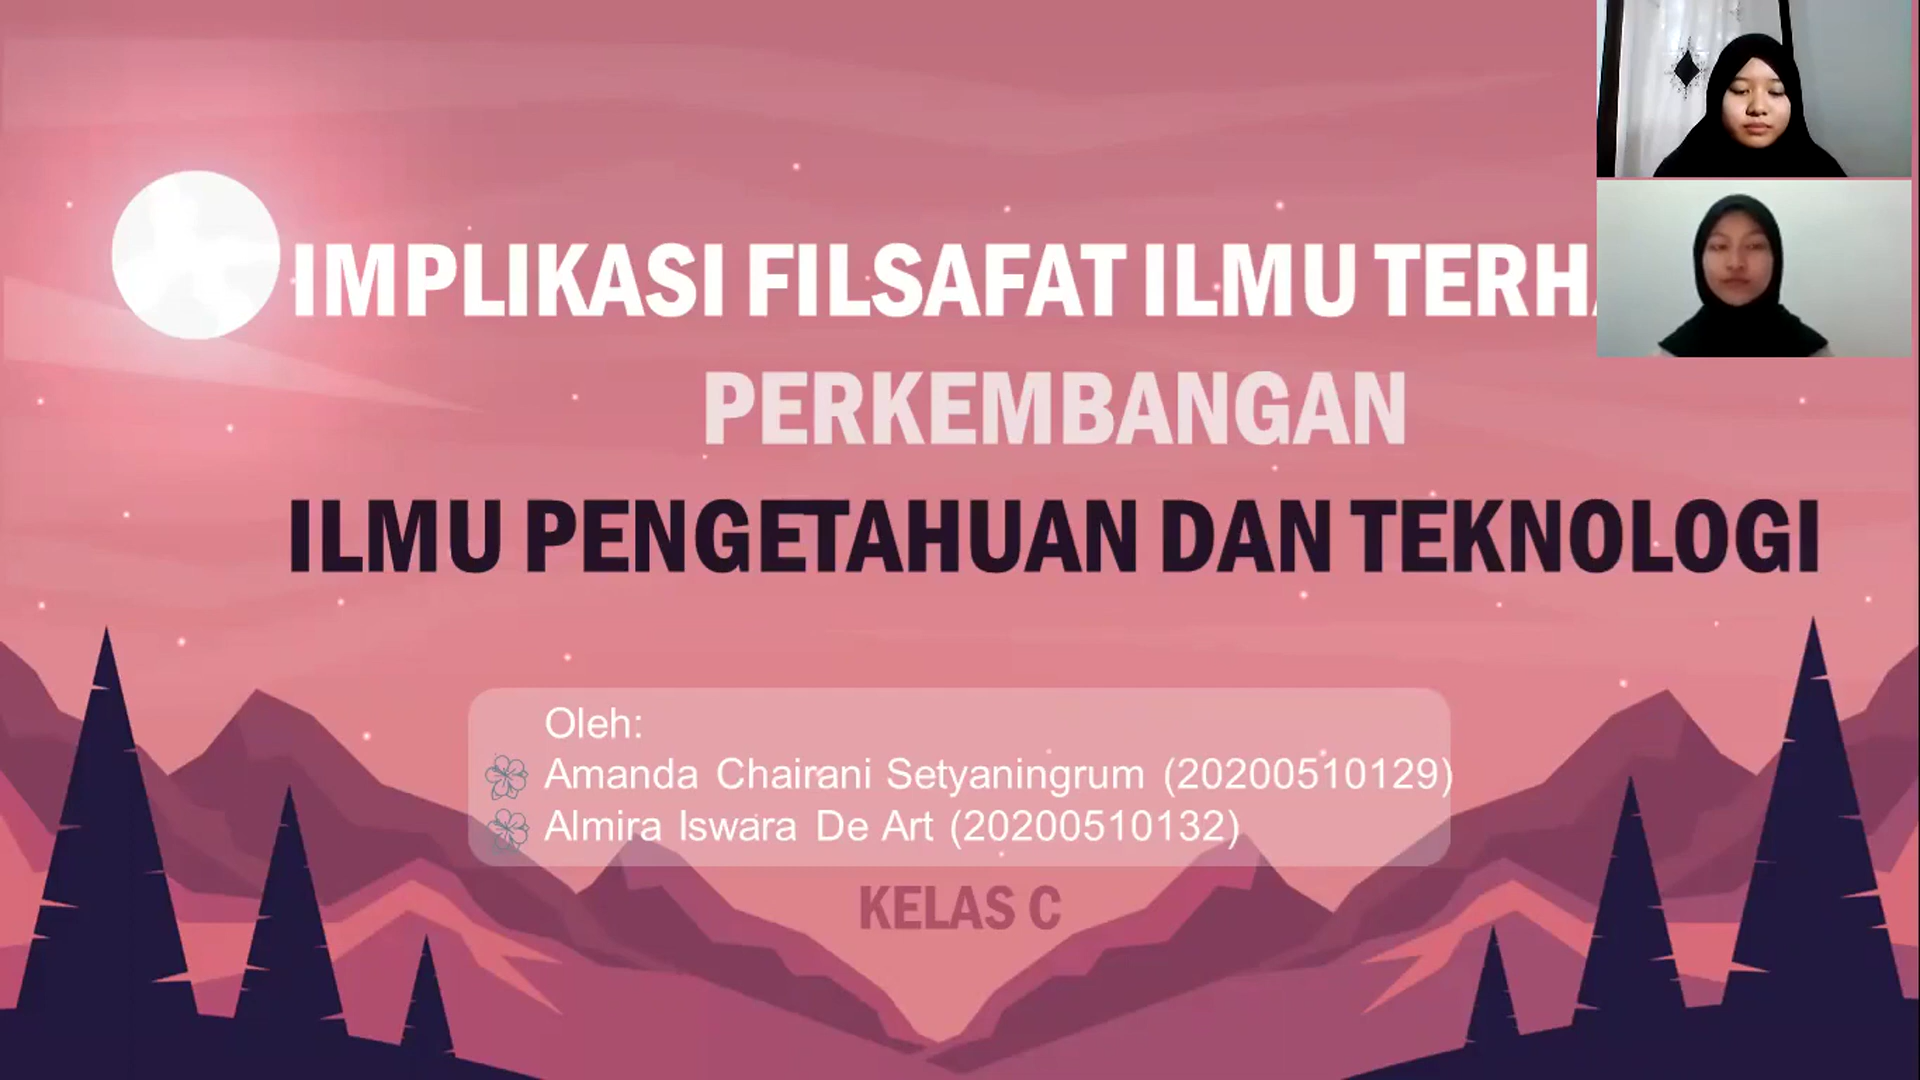 IMPLIKASI FILSAFAT ILMU
PERKEMBANGAN
ILMU PENGETAHUAN DAN TEKNOLOGI
Oleh:
Amanda Chairani Setyaningrum (20200510129)
Almira Iswara De Art (20200510132)
KELAS C